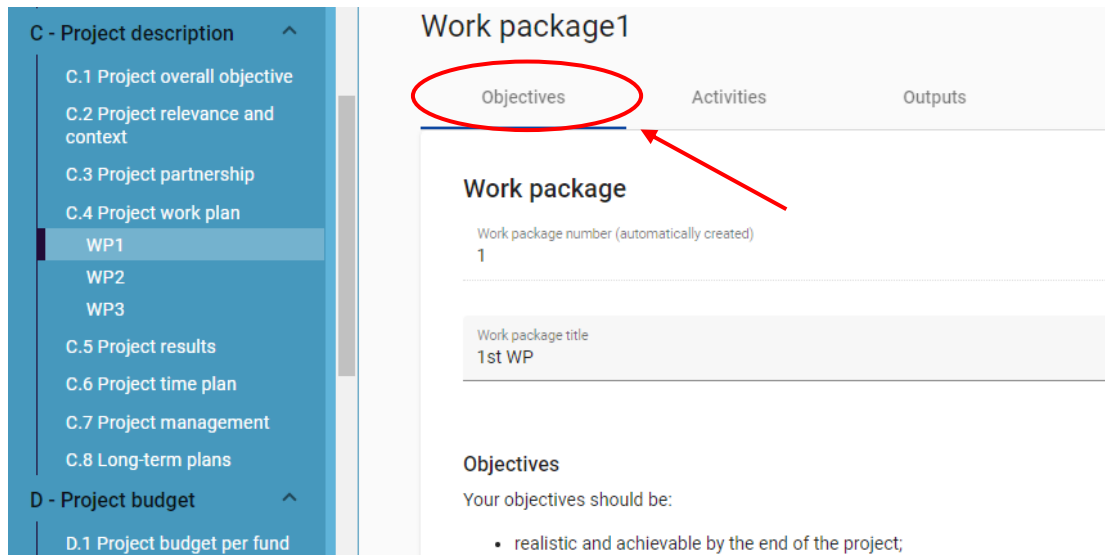 C - Project description
C.1 Project overall objective
C.2 Project relevance and
context
C.3 Project partnership
C.4 Project work plan
WP1
WP2
WP3
C.5 Project results
C.6 Project time plan
C.7 Project management
C.8 Long-term plans
D - Project budget
D.1 Project budget per fund
Work package1
Objectives Activities Outputs
Work package
Work package number (automatically created)
1
Work package title
1st WP
Objectives
Your objectives should be:
• realistic and achievable by the end of the project;